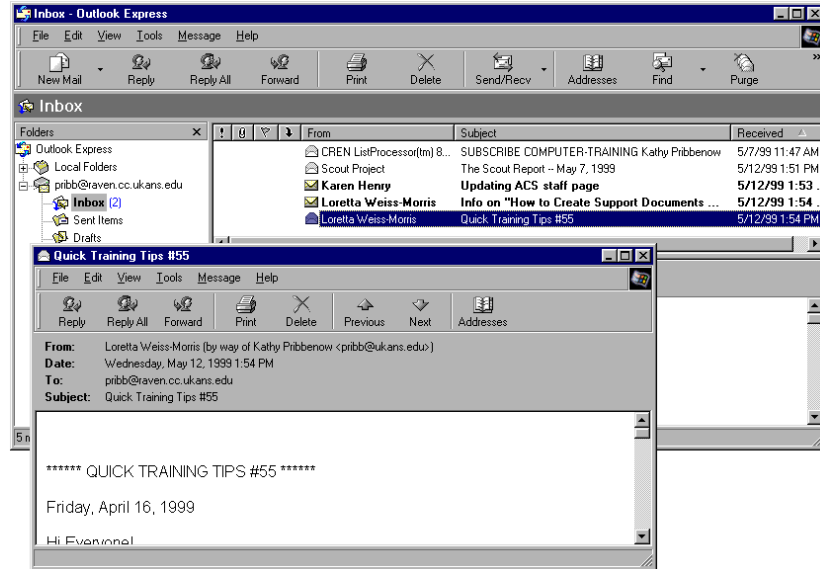 Inbox - Outlook Express
File Edit View Tools Message Help
New Mail Reply Reply All Forward Print Delete Send/Recv Addresses Find Purge »
Inbox
Folders x ! From Subject Received
Outlook Express
CREN ListProcessor(tm) 8... SUBSCRIBE COMPUTER-TRAINING Kathy Pribbenow 5/7/99 11:47 AM
Local Folders
Scout Project The Scout Report -- May 7, 1999 5/12/99 1:51 PM
pribb@raven.cc.ukans.edu
Karen Henry Updating ACS staff page 5/12/99 1:53 .
Inbox (2)
Loretta Weiss-Morris Info on "How to Create Support Documents ... 5/12/99 1:54 .
Sent Items
Loretta Weiss-Morris Quick Training Tips #55 5/12/99 1:54 PM
Drafts
Quick Training Tips #55
File Edit View Tools Message Help
Reply Reply All Forward Print Delete Previous Next Addresses
From: Loretta Weiss-Morris (by way of Kathy Pribbenow <pribb@ukans.edu>)
Date: Wednesday, May 12, 1999 1:54 PM
To: pribb@raven.cc.ukans.edu
Subject: Quick Training Tips #55
****** QUICK TRAINING TIPS #55 ******
Friday, April 16, 1999
Hi Everyone!